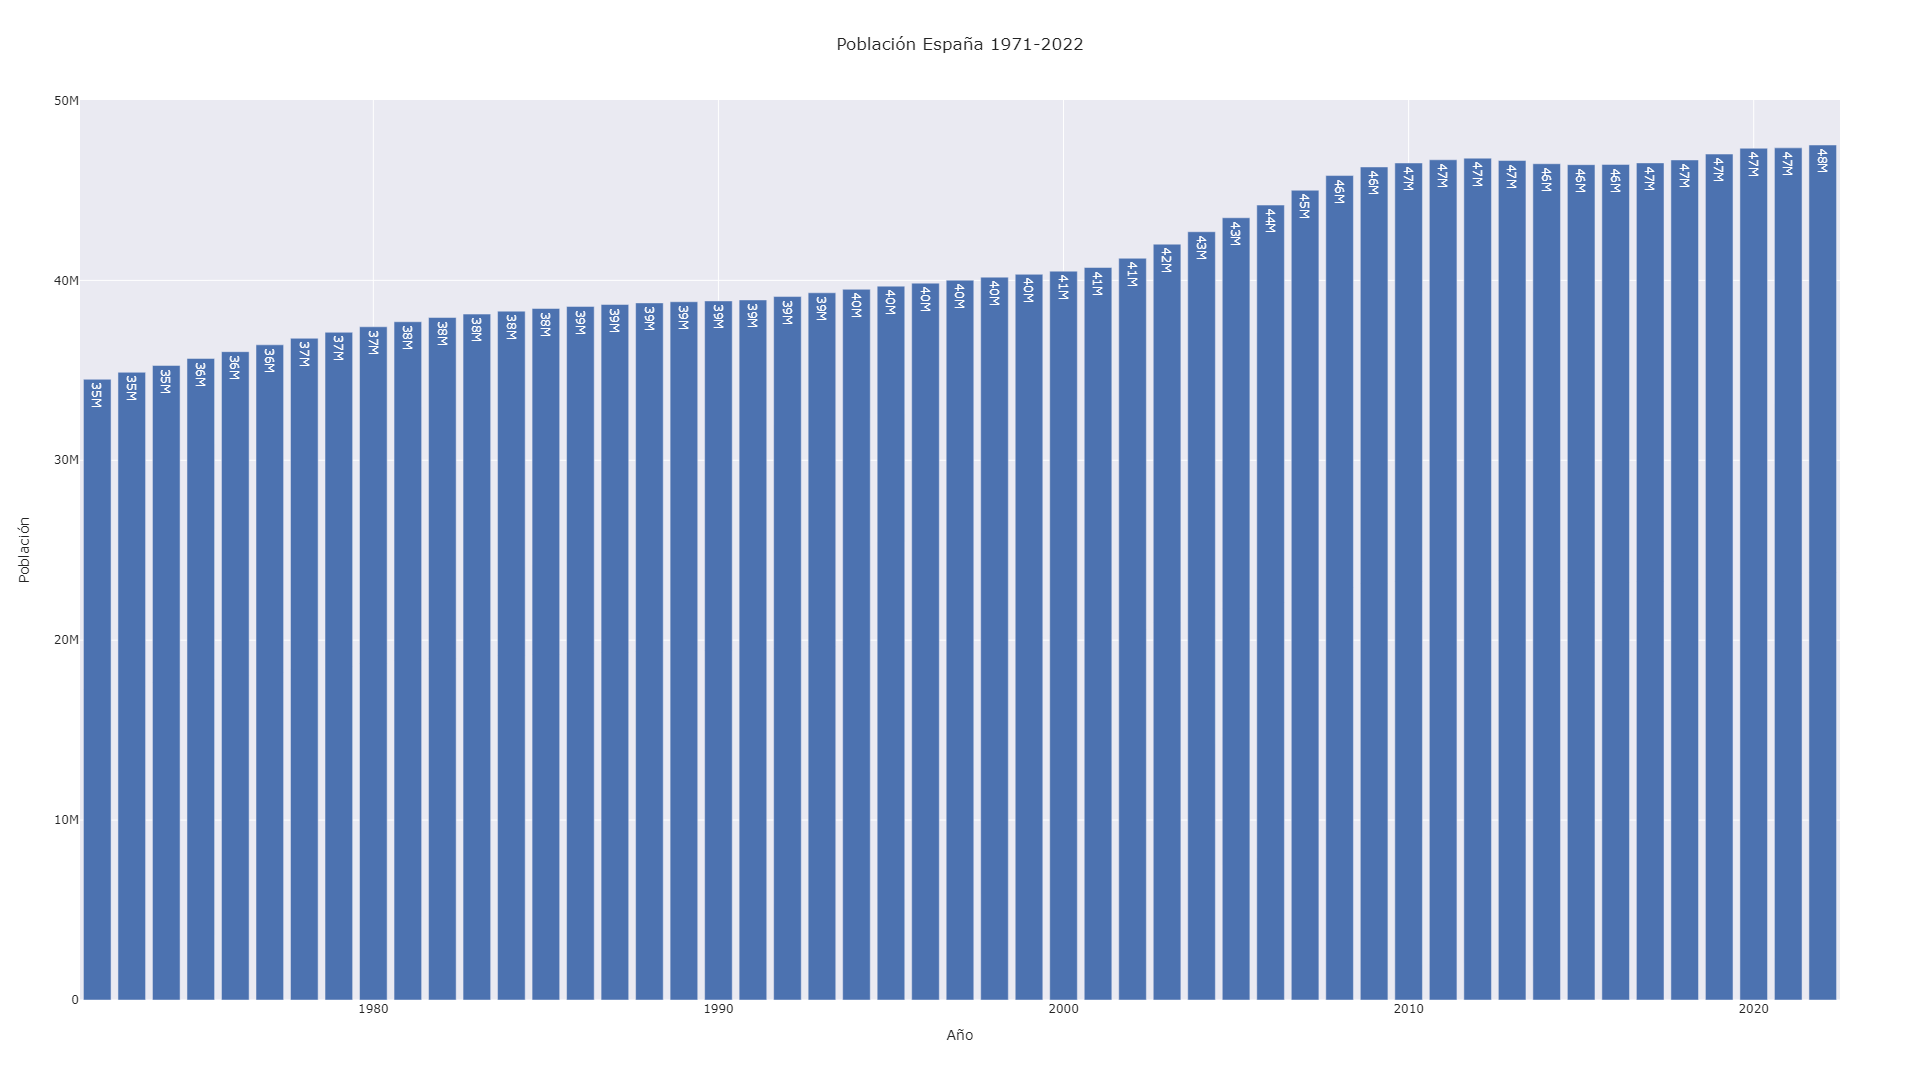 Población España 1971-2022
50M
40M
30M
20M
10M
0
Población
35M
35M
35M
36M
36M
36M
37M
37M
37M
38M
38M
38M
38M
38M
39M
39M
39M
39M
39M
39M
39M
39M
40M
40M
40M
40M
40M
40M
41M
41M
41M
42M
43M
43M
44M
45M
46M
46M
47M
47M
47M
47M
46M
46M
46M
47M
47M
47M
47M
47M
48M
1980
1990
2000
2010
2020
Año